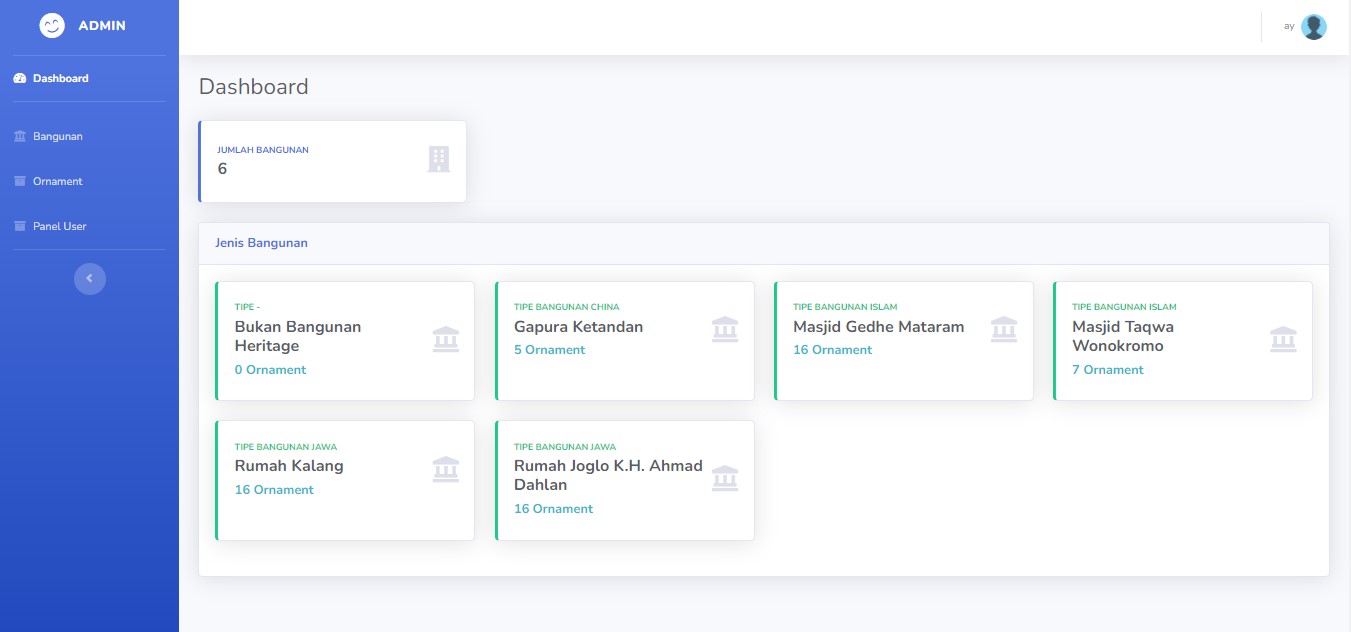 ADMIN
ay
Dashboard
Bangunan
Ornament
Panel User
Dashboard
JUMLAH BANGUNAN
6
Jenis Bangunan
TIPE -
Bukan Bangunan
Heritage
0 Ornament
TIPE BANGUNAN CHINA
Gapura Ketandan
5 Ornament
TIPE BANGUNAN ISLAM
Masjid Gedhe Mataram
16 Ornament
TIPE BANGUNAN ISLAM
Masjid Taqwa
Wonokromo
7 Ornament
TIPE BANGUNAN JAWA
Rumah Kalang
16 Ornament
TIPE BANGUNAN JAWA
Rumah Joglo K.H. Ahmad
Dahlan
16 Ornament